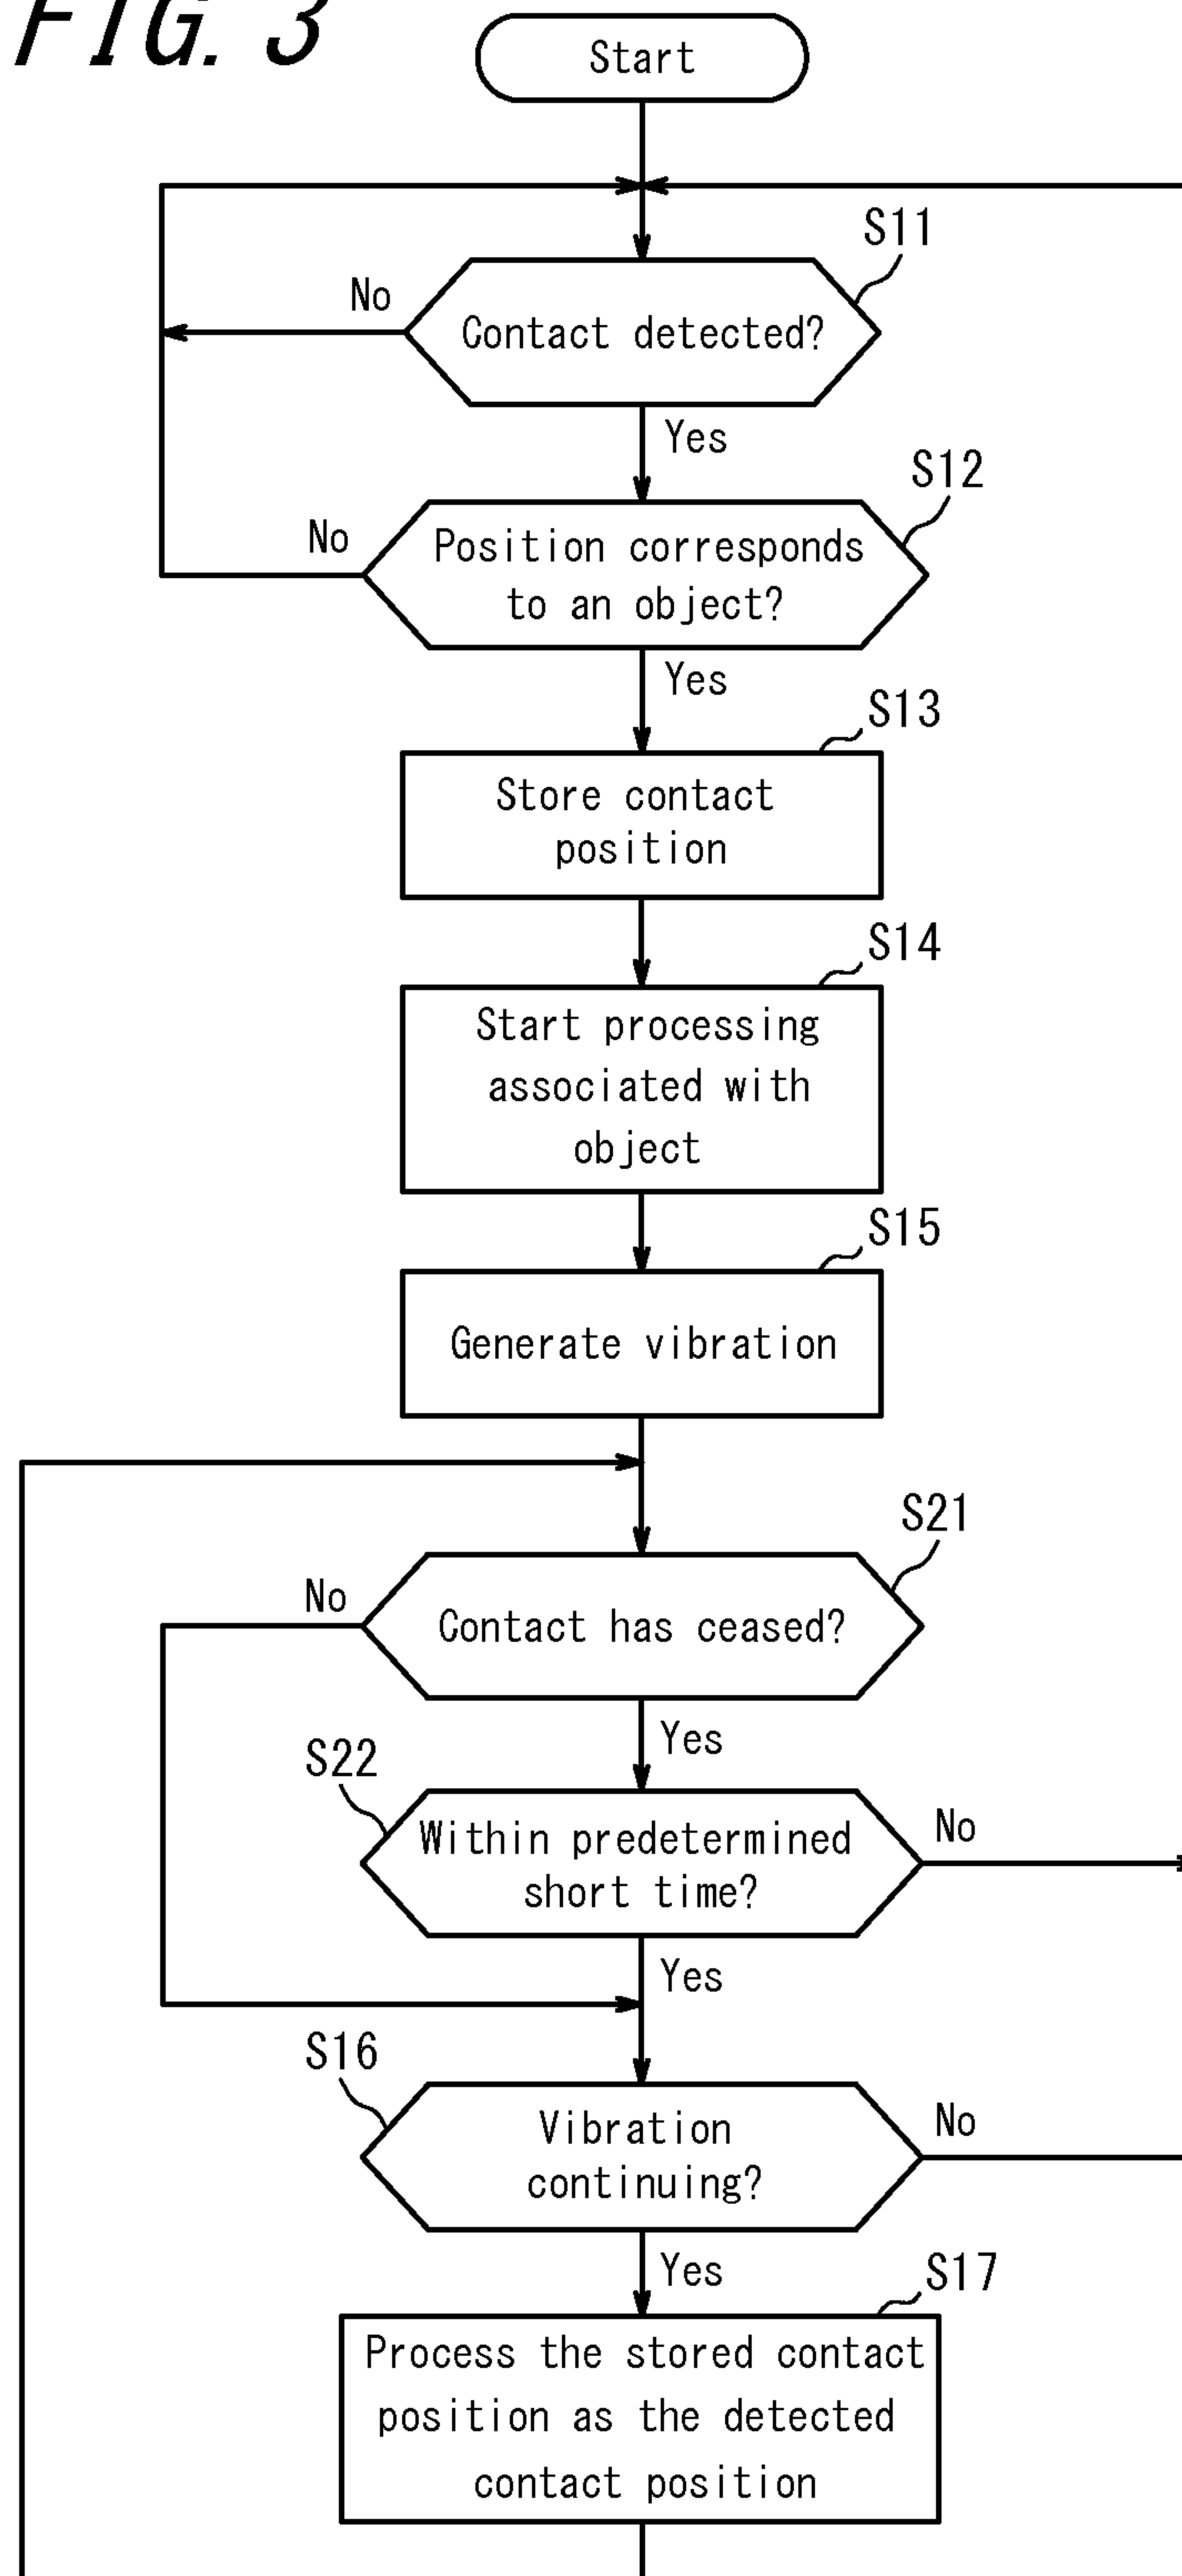 FIG. 3
Start
S11
No
Contact detected?
Yes
S12
No
Position corresponds
to an object?
Yes
S13
Store contact
position
S14
Start processing
associated with
object
S15
Generate vibration
S21
No
Contact has ceased?
Yes
S22
No
Within predetermined
short time?
Yes
S16
No
Vibration
continuing?
Yes
S17
Process the stored contact
position as the detected
contact position